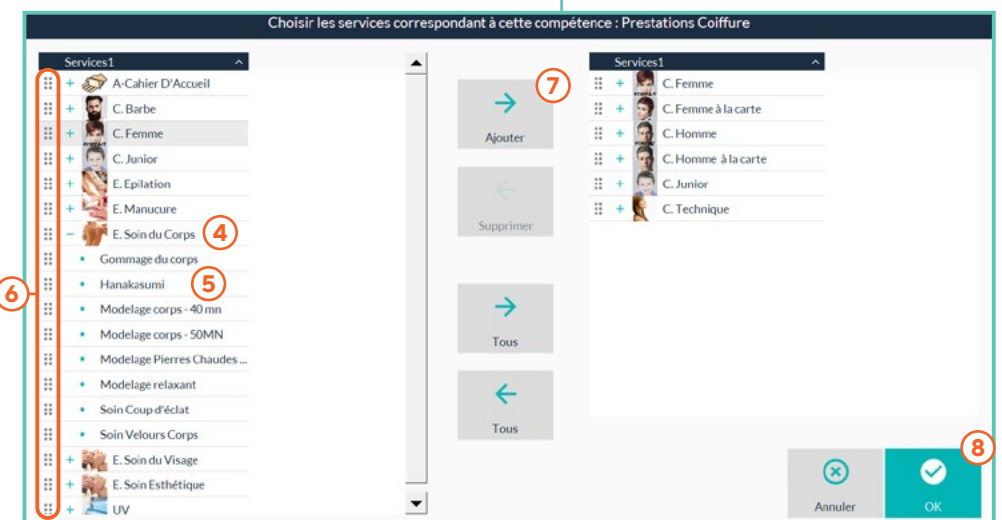 Choisir les services correspondant à cette compétence : Prestations Coiffure
Services1
A-Cahier D'Accueil
C. Barbe
C. Femme
C. Junior
E. Epilation
E. Manucure
E. Soin du Corps
4
Gommage du corps
Hanakasumi
5
6
Modelage corps - 40 mn
Modelage corps - 50MN
Modelage Pierres Chaudes ...
Modelage relaxant
Soin Coup d'éclat
Soin Velours Corps
E. Soin du Visage
E. Soin Esthétique
UV
7
Ajouter
Supprimer
Tous
Tous
Services1
C. Femme
C. Femme à la carte
C. Homme
C. Homme à la carte
C. Junior
C. Technique
8
Annuler
OK